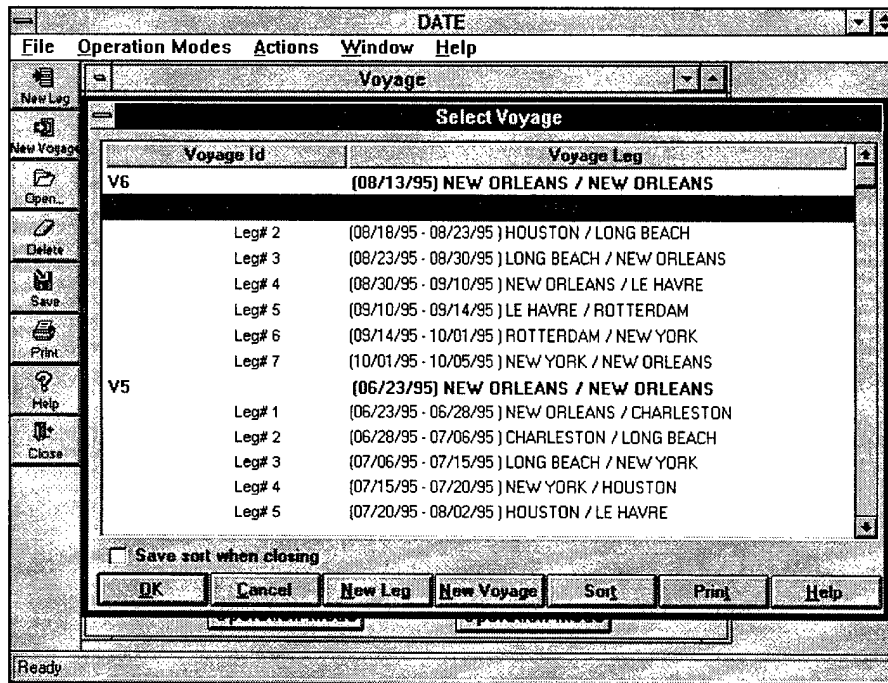 DATE
File Operation Modes Actions Window Help
New Leg
New Voyage
Open...
Delete
Save
Print
Help
Close
Voyage
Select Voyage
Voyage Id Voyage Leg
V6 (08/13/95) NEW ORLEANS / NEW ORLEANS
Leg# 2 (08/18/95 - 08/23/95 ) HOUSTON / LONG BEACH
Leg# 3 (08/23/95 - 08/30/95 ) LONG BEACH / NEW ORLEANS
Leg# 4 (08/30/95 - 09/10/95 ) NEW ORLEANS / LE HAVRE
Leg# 5 (09/10/95 - 09/14/95 ) LE HAVRE / ROTTERDAM
Leg# 6 (09/14/95 - 10/01/95 ) ROTTERDAM / NEW YORK
Leg# 7 (10/01/95 - 10/05/95 ) NEW YORK / NEW ORLEANS
V5 (06/23/95) NEW ORLEANS / NEW ORLEANS
Leg# 1 (06/23/95 - 06/28/95 ) NEW ORLEANS / CHARLESTON
Leg# 2 (06/28/95 - 07/06/95 ) CHARLESTON / LONG BEACH
Leg# 3 (07/06/95 - 07/15/95 ) LONG BEACH / NEW YORK
Leg# 4 (07/15/95 - 07/20/95 ) NEW YORK / HOUSTON
Leg# 5 (07/20/95 - 08/02/95 ) HOUSTON / LE HAVRE
Save sort when closing
OK Cancel New Leg New Voyage Sort Print Help
Operation Mode Operation Mode
Ready